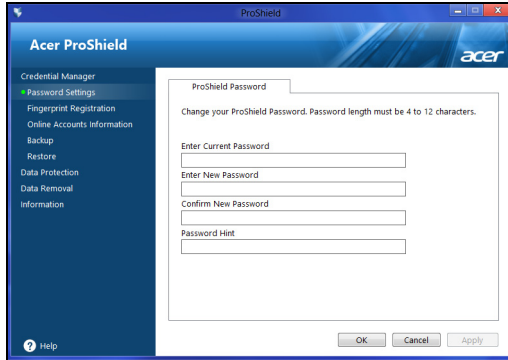 ProShield
Acer ProShield
acer
Credential Manager
Password Settings
Fingerprint Registration
Online Accounts Information
Backup
Restore
Data Protection
Data Removal
Information
? Help
ProShield Password
Change your ProShield Password. Password length must be 4 to 12 characters.
Enter Current Password
Enter New Password
Confirm New Password
Password Hint
OK Cancel Apply